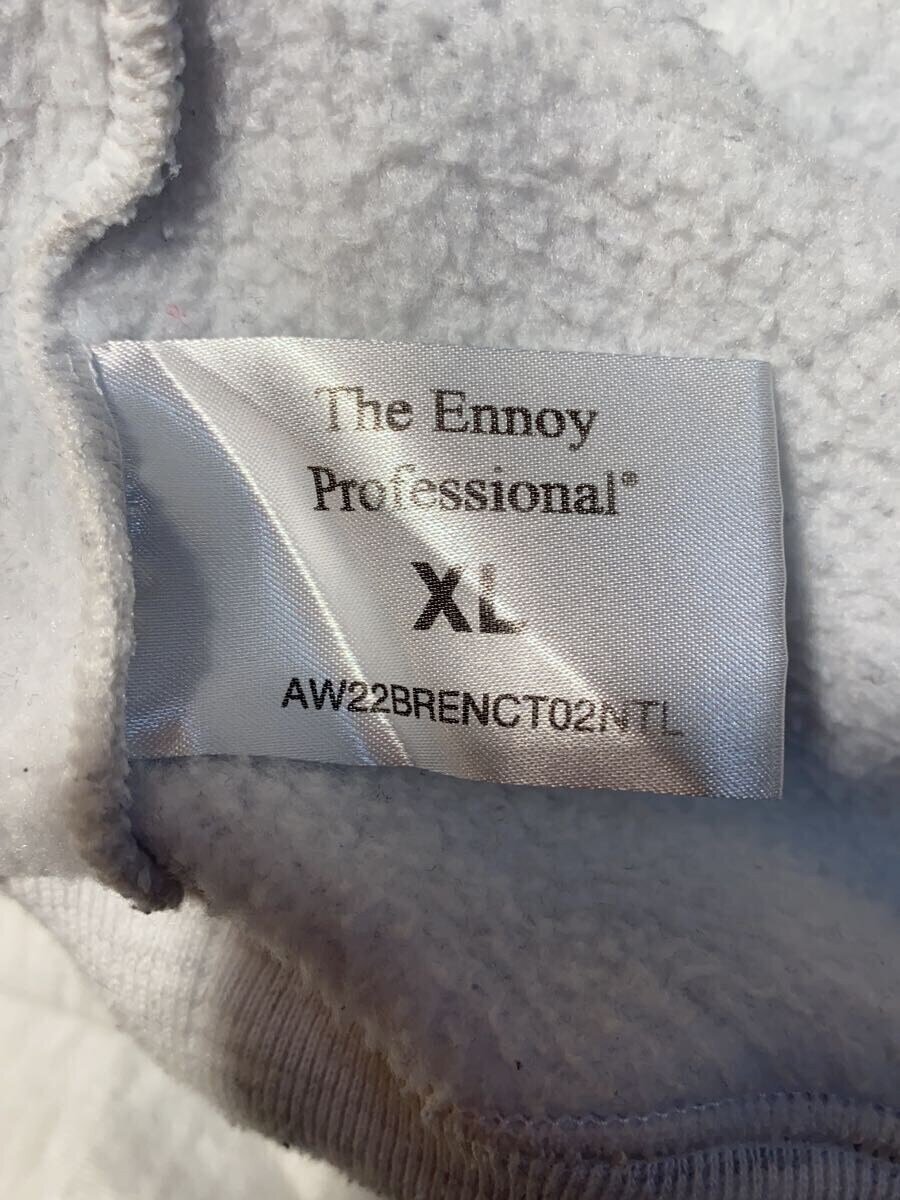 The Ennoy
Professional®
XL
AW22BRENCT02NTL